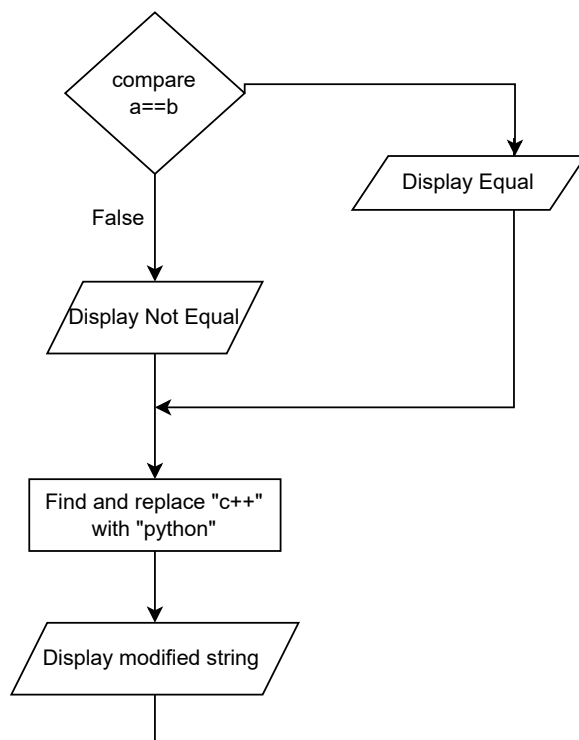 compare
a==b
Display Equal
False
Display Not Equal
Find and replace "c++"
with "python"
Display modified string